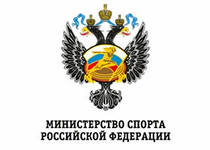 МИНИСТЕРСТВО СПОРТА
РОССИЙСКОЙ ФЕДЕРАЦИИ